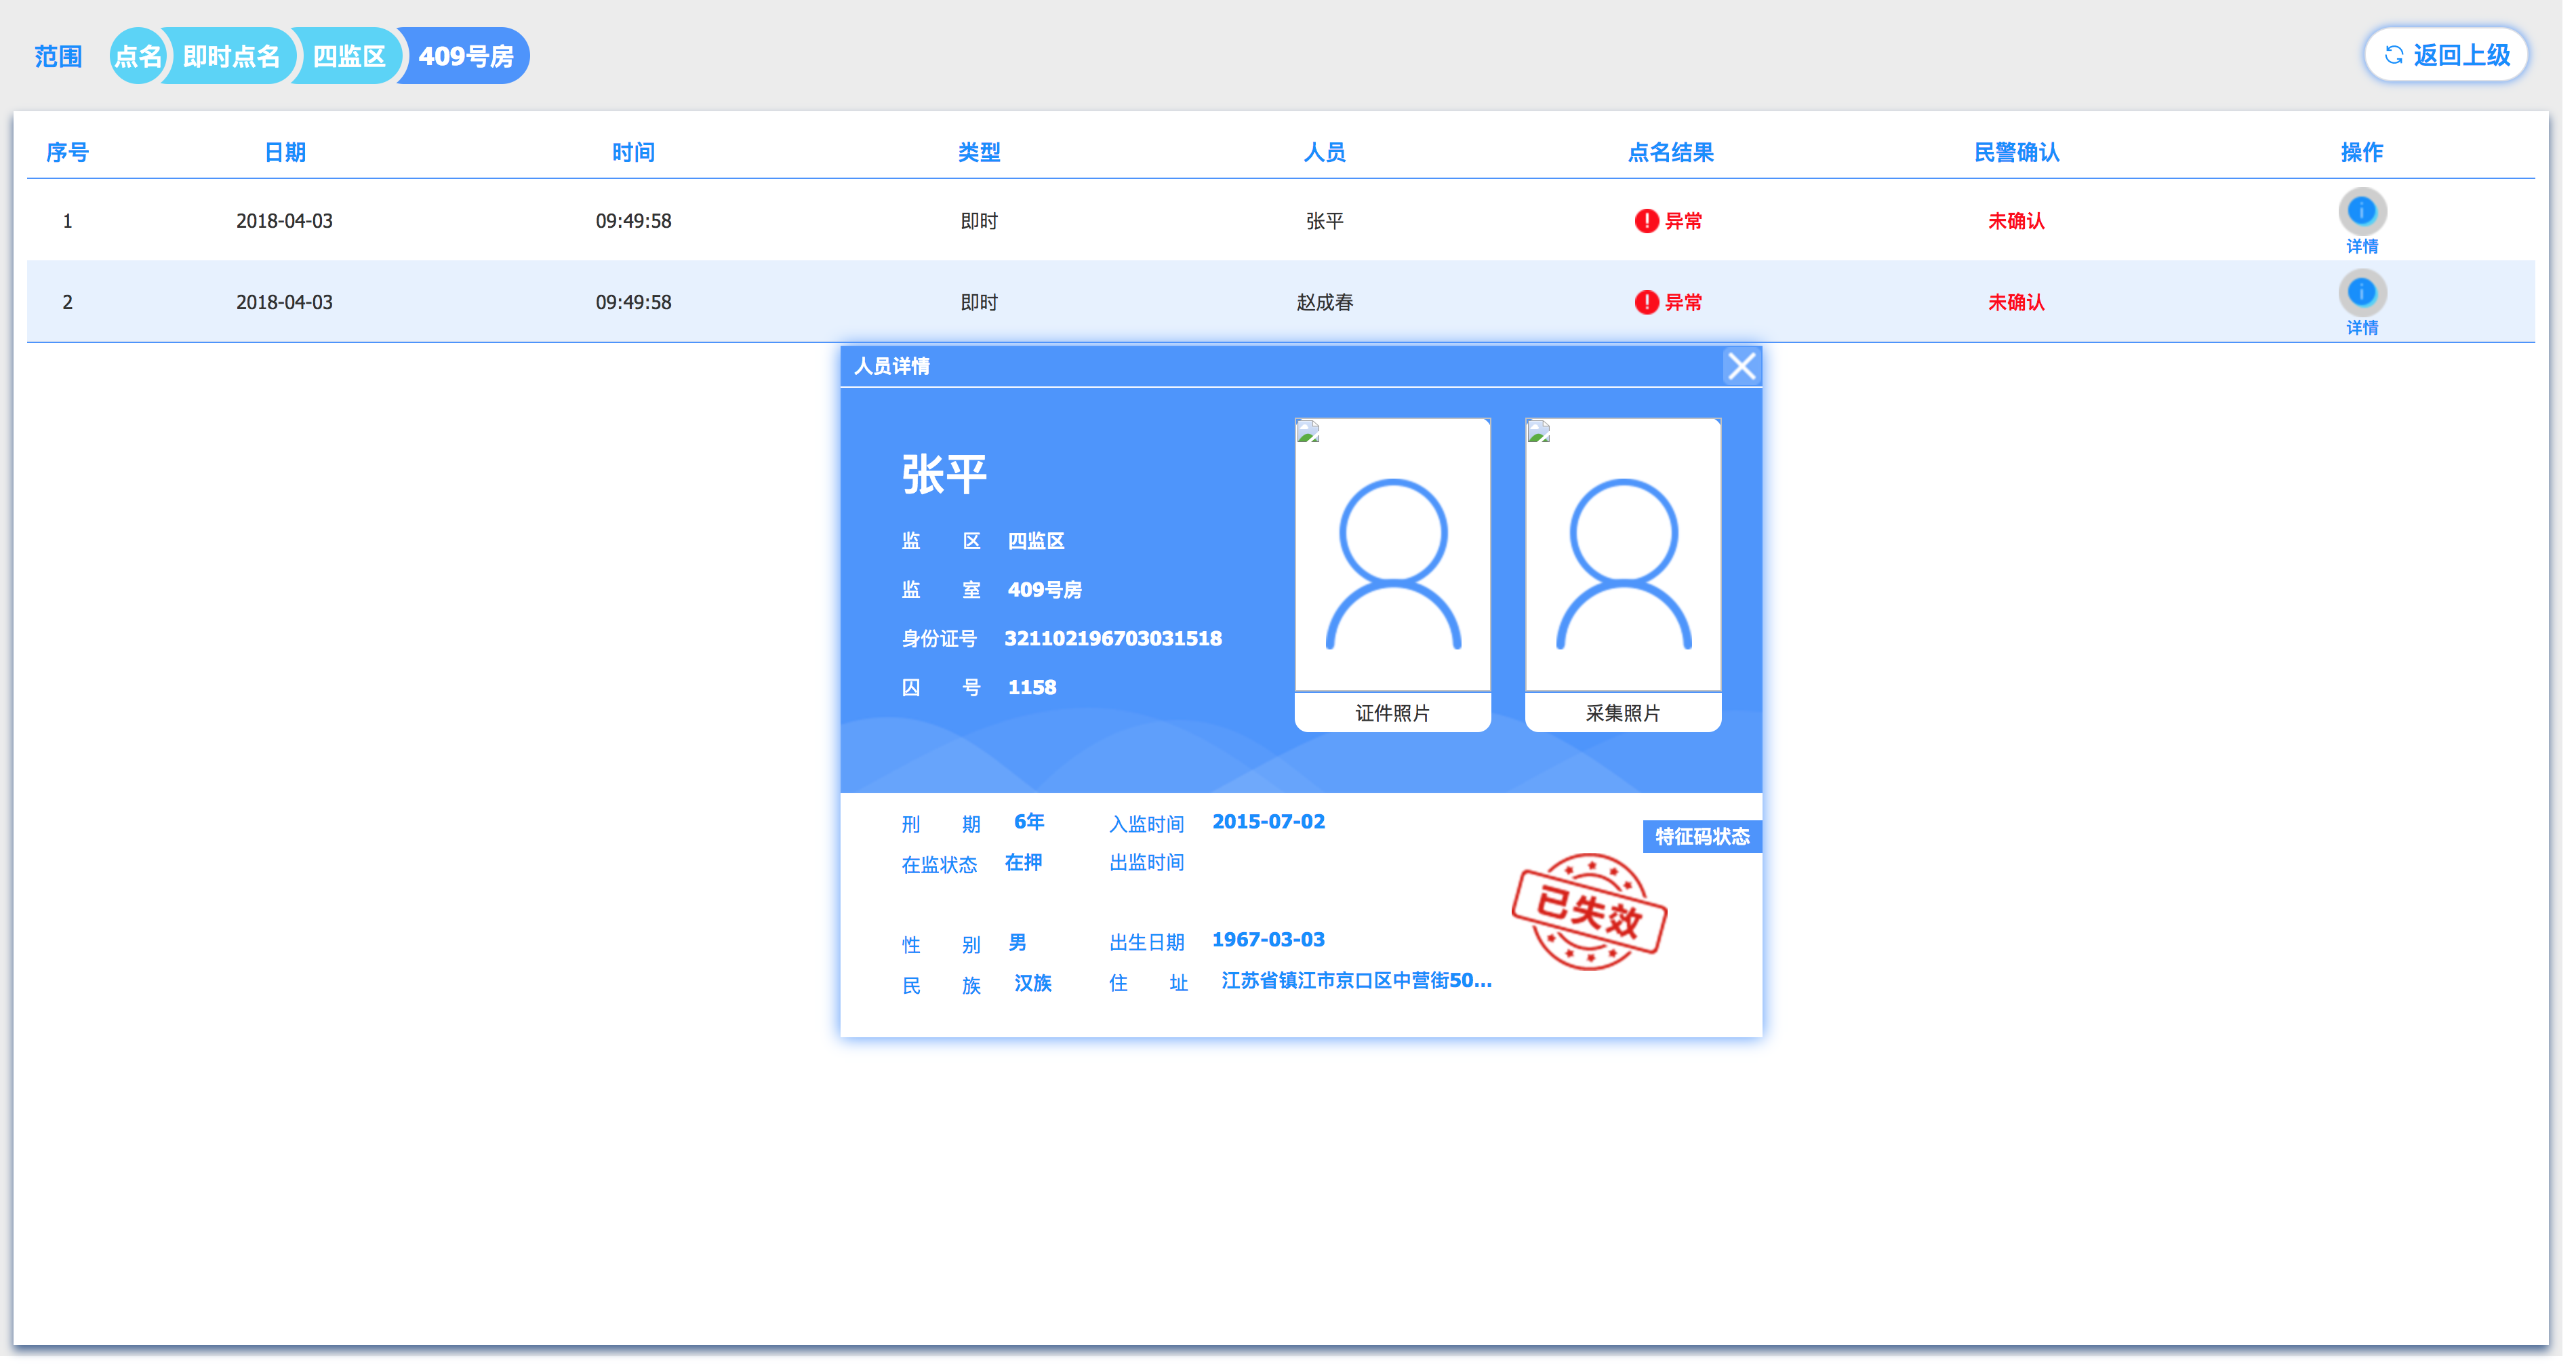 范围 点名 即时点名 四监区 409号房 返回上级
序号 日期 时间 类型 人员 点名结果 民警确认 操作
1 2018-04-03 09:49:58 即时 张平 异常 未确认 详情
2 2018-04-03 09:49:58 即时 赵成春 异常 未确认 详情
人员详情
张平
监 区 四监区
监 室 409号房
身份证号 321102196703031518
囚 号 1158
证件照片 采集照片
刑 期 6年 入监时间 2015-07-02
特征码状态
在监状态 在押 出监时间
已失效
性 别 男 出生日期 1967-03-03
民 族 汉族 住 址 江苏省镇江市京口区中营街50...